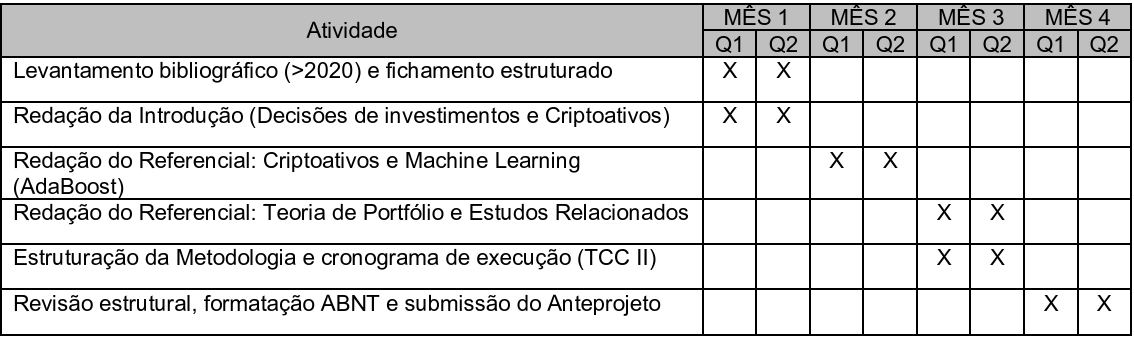 Atividade MÊS 1 MÊS 2 MÊS 3 MÊS 4
Q1 Q2 Q1 Q2 Q1 Q2 Q1 Q2
Levantamento bibliográfico (>2020) e fichamento estruturado X X
Redação da Introdução (Decisões de investimentos e Criptoativos) X X
Redação do Referencial: Criptoativos e Machine Learning X X
(AdaBoost)
Redação do Referencial: Teoria de Portfólio e Estudos Relacionados X X
Estruturação da Metodologia e cronograma de execução (TCC II) X X
Revisão estrutural, formatação ABNT e submissão do Anteprojeto X X